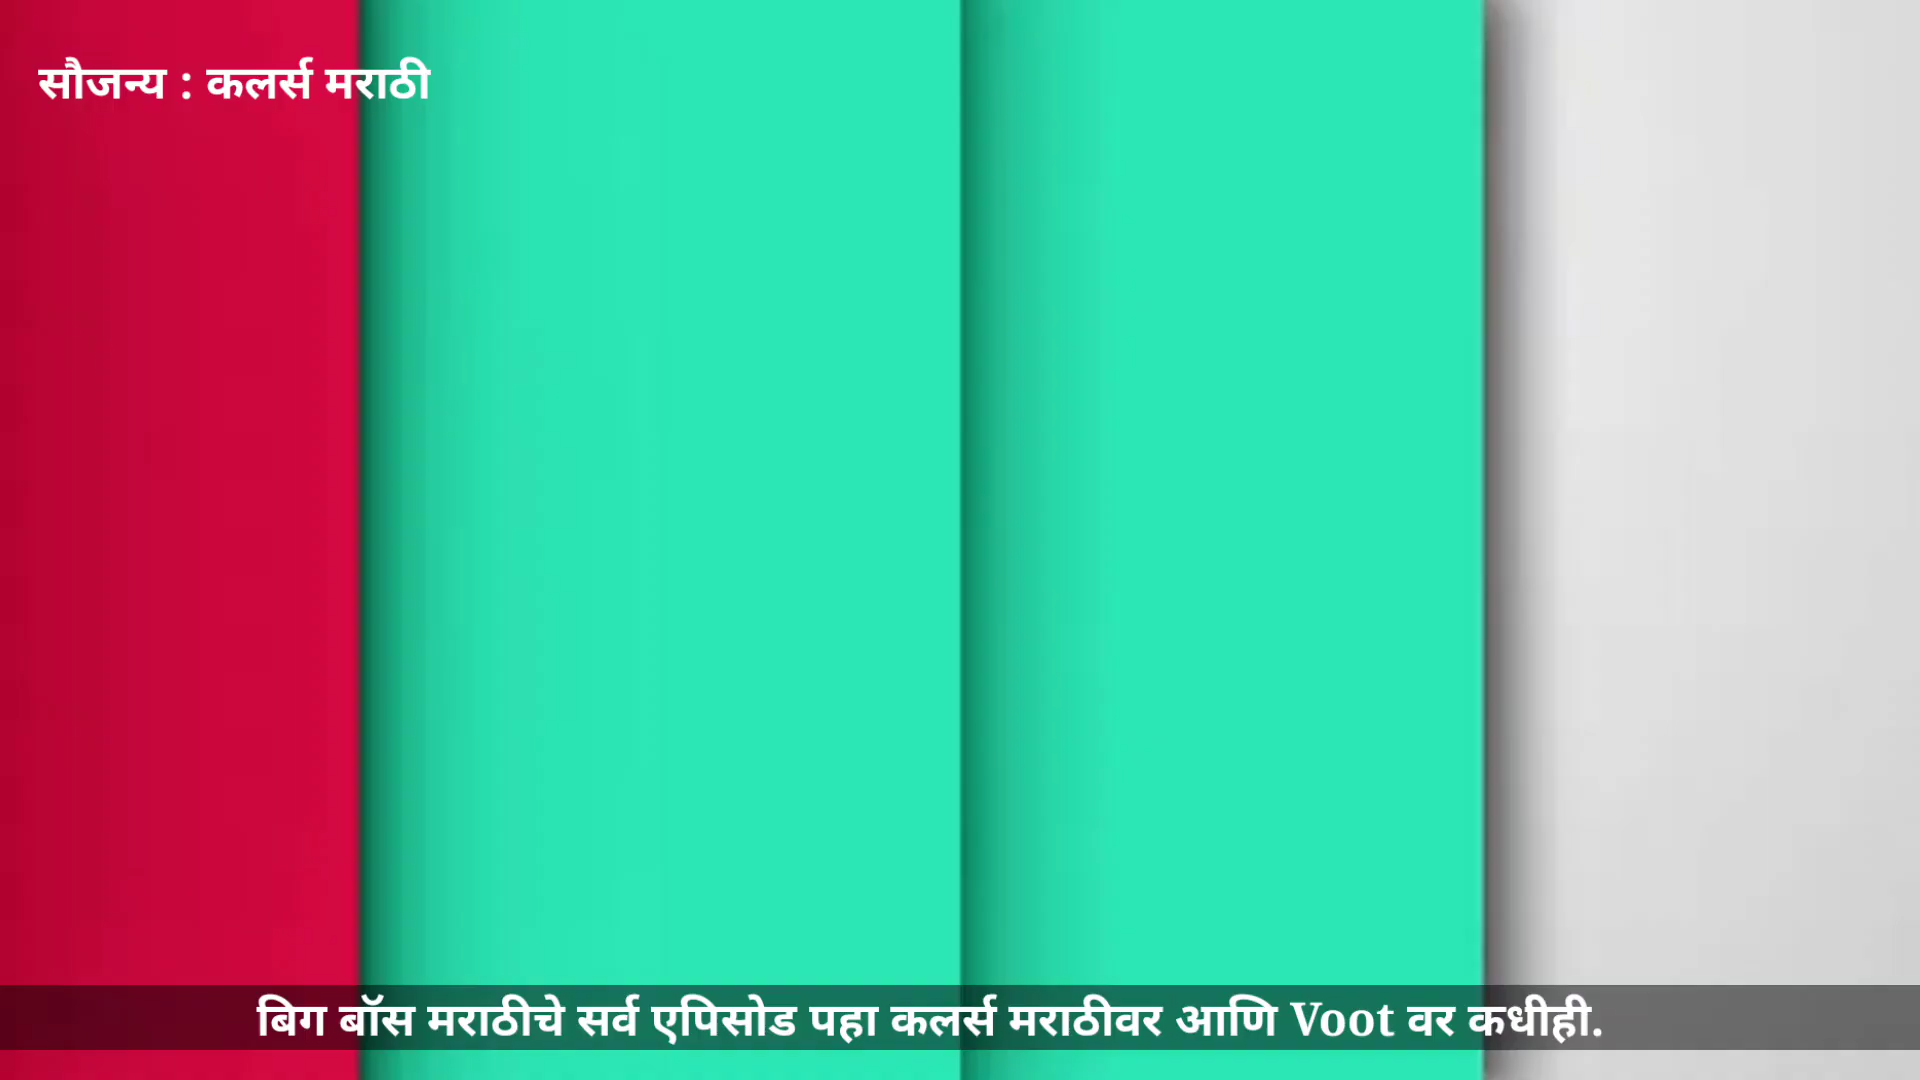 सौजन्य : कलर्स मराठी
बिग बॉस मराठीचे सर्व एपिसोड पहा कलर्स मराठीवर आणि Voot वर कधीही.